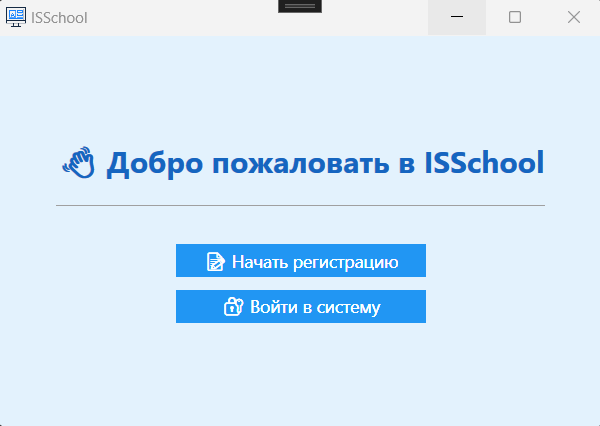 ISSchool
Добро пожаловать в ISSchool
Начать регистрацию
Войти в систему